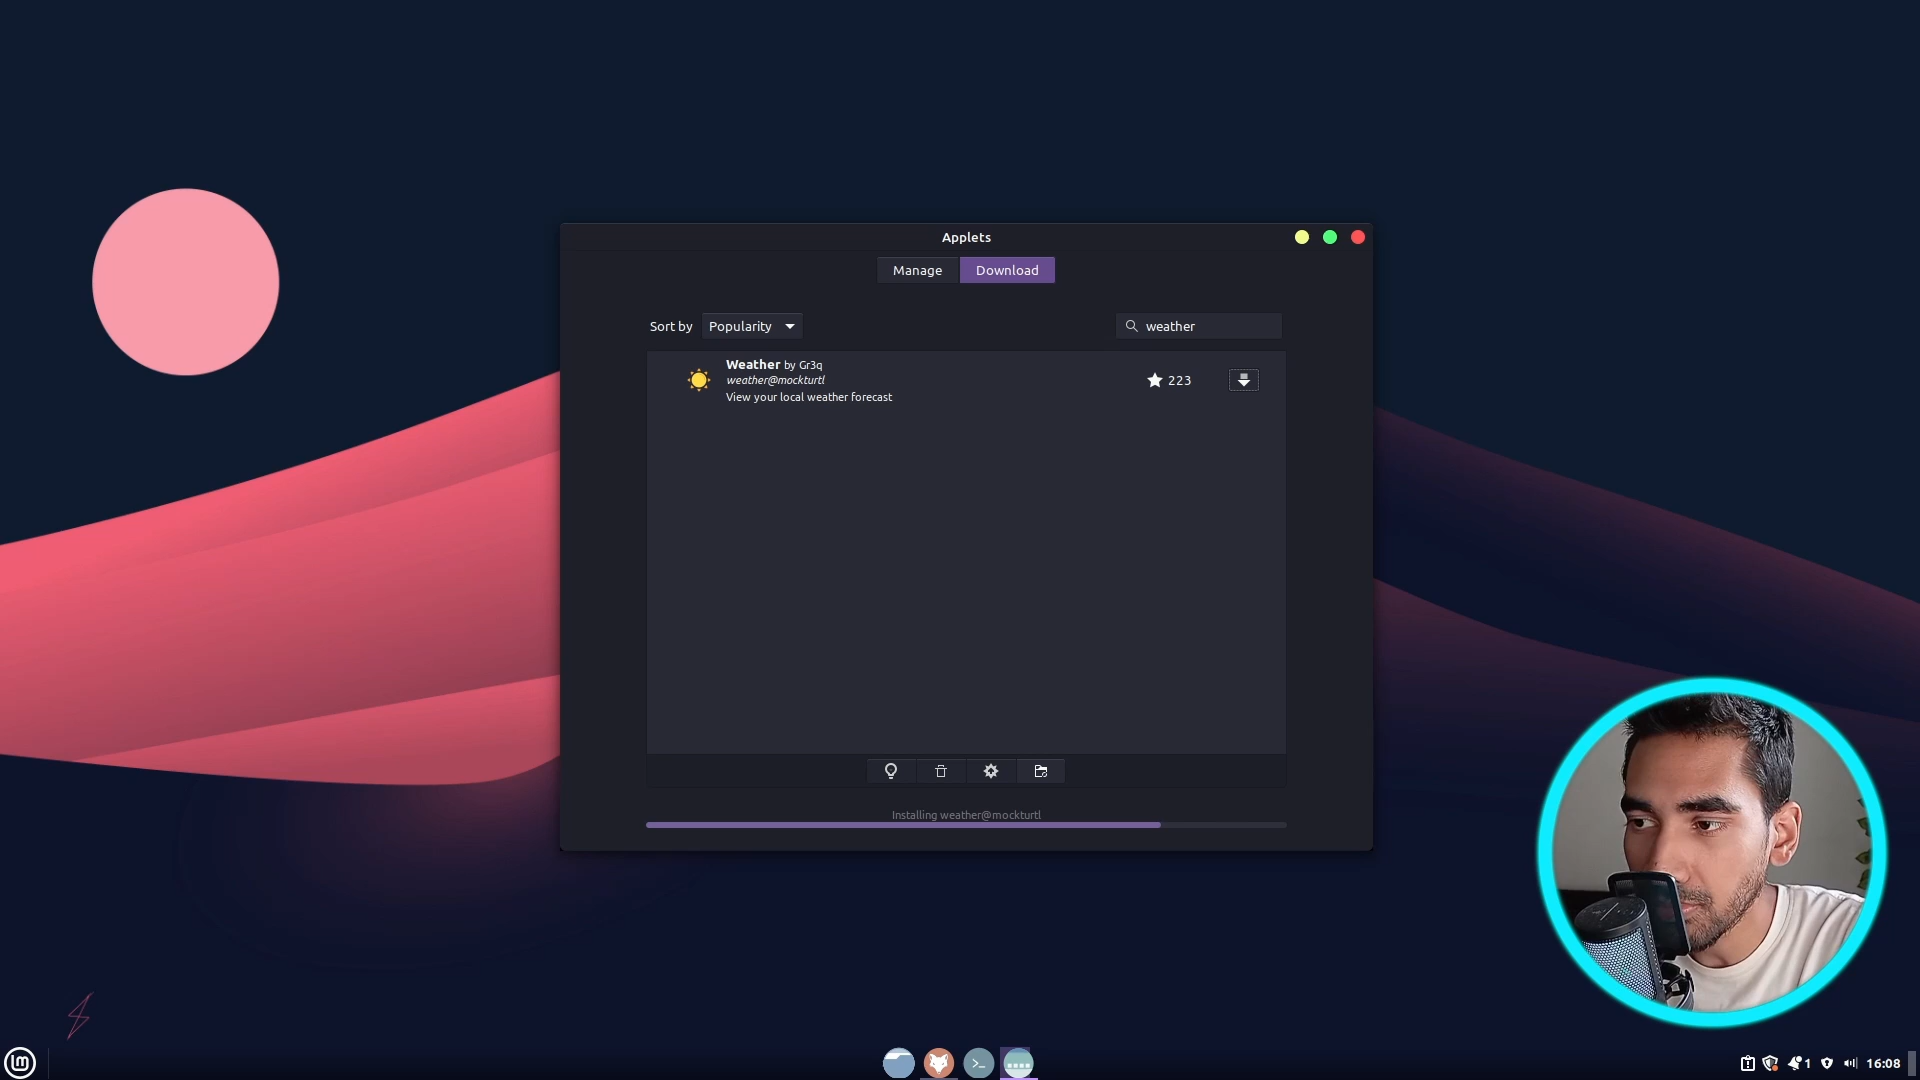 Applets
Manage
Download
Sort by
Popularity
weather
Weather by Gr3q
weather@mockturtl
View your local weather forecast
223
Installing weather@mockturtl
1
16:08